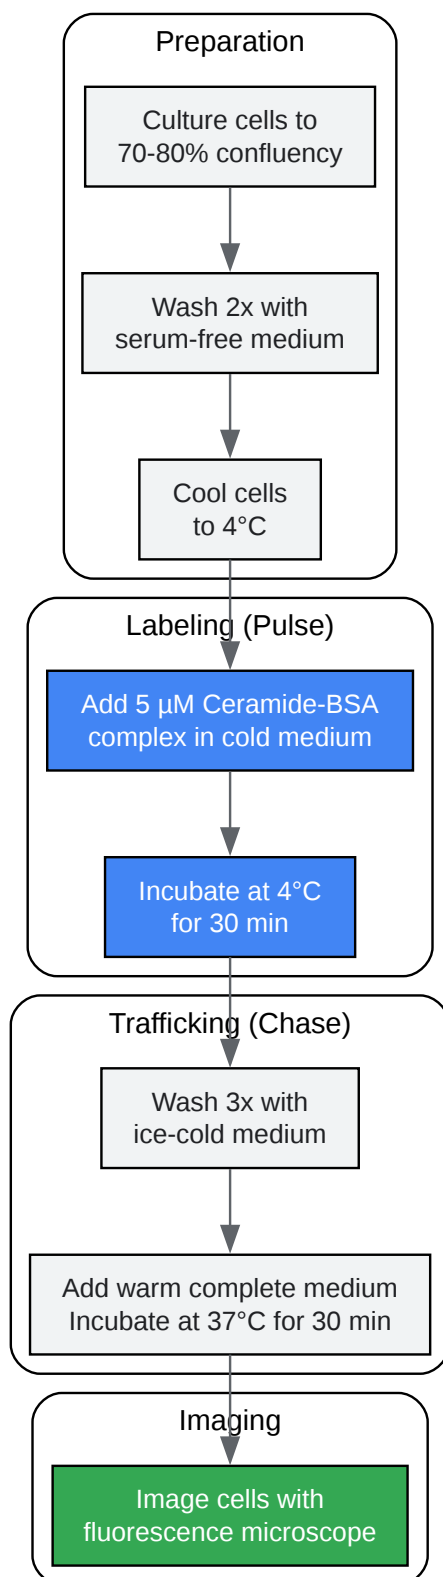 Preparation
Culture cells to
70-80% confluency
Wash 2x with
serum-free medium
Cool cells
to 4°C
Labeling (Pulse)
Add 5 µM Ceramide-BSA
complex in cold medium
Incubate at 4°C
for 30 min
Trafficking (Chase)
Wash 3x with
ice-cold medium
Add warm complete medium
Incubate at 37°C for 30 min
Imaging
Image cells with
fluorescence microscope